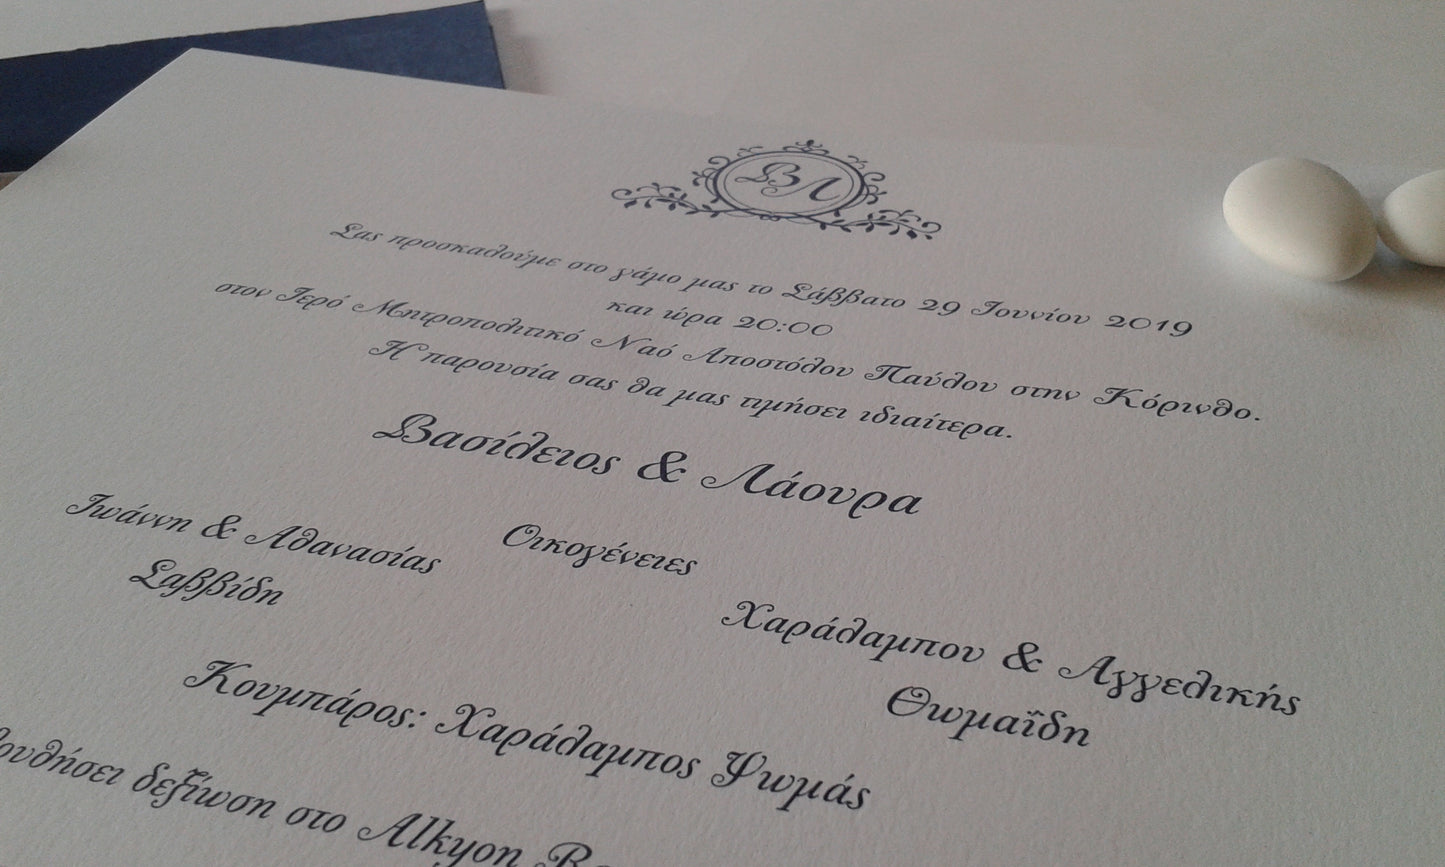 ΒΛ
Σας προσκαλούμε στο γάμο μας το Σάββατο 29 Ιουνίου 2019
και ώρα 20:00
στον Ιερό Μητροπολιτικό Ναό Αποστόλου Παύλου στην Κόρινθο.
Η παρουσία σας θα μας τιμήσει ιδιαίτερα.
Βασίλειος & Λάουρα
Οικογένειες
Ιωάννη & Αθανασίας
Σαββίδη
Χαράλαμπου & Αγγελικής
Θωμαΐδη
Κουμπάρος: Χαράλαμπος Ψωμάς
δεξίωση στο Alkyon